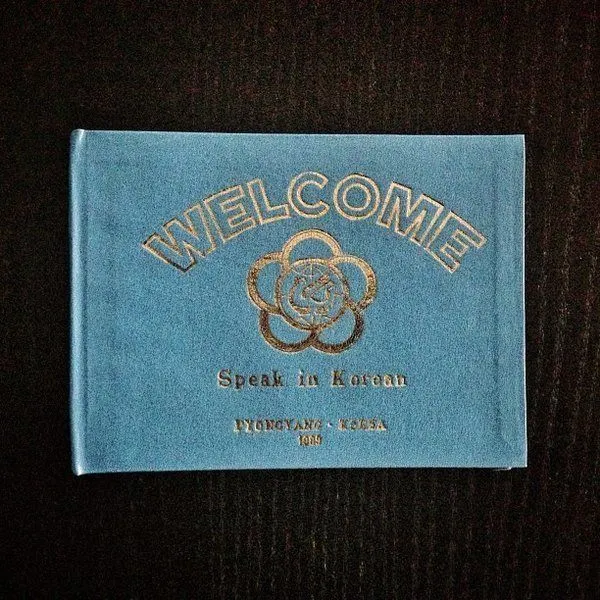 WELCOME
Speak in Korean
PYONGYANG · KOREA
1989